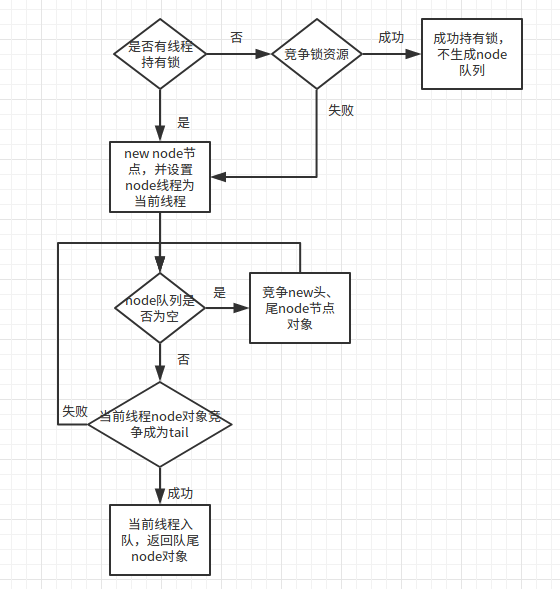 是否有线程
持有锁
否
竞争锁资源
成功
成功持有锁,
不生成node
队列
是
失败
new node节
点，并设置
node线程为
当前线程
node队列是
否为空
是
竞争new头、
尾node节点
对象
否
失败
当前线程node对象竞
争成为tail
成功
当前线程入
队，返回队尾
node对象